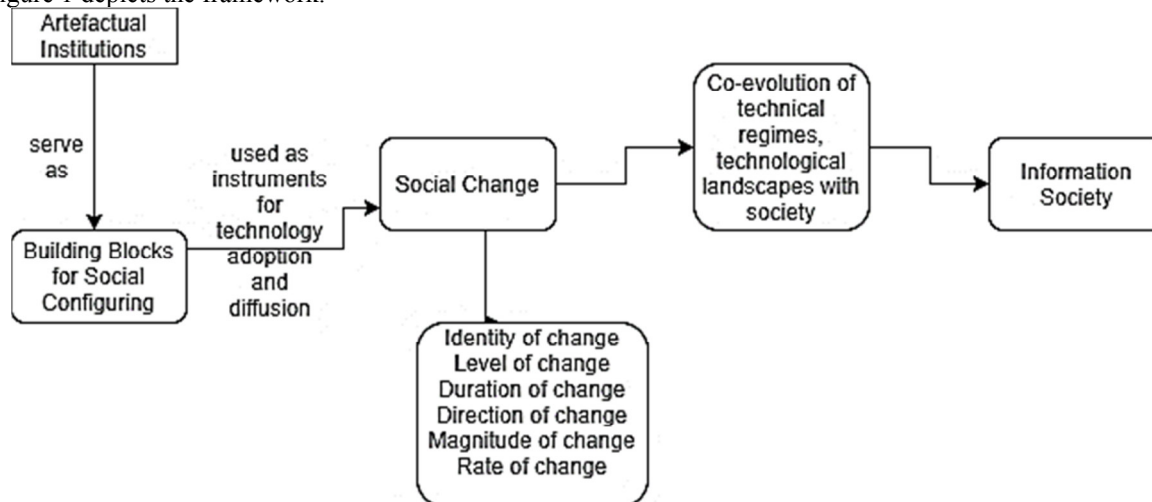 Figure 1 depicts the framework.
Artefactual
Institutions
serve
as
Building Blocks
for Social
Configuring
used as
instruments
for
technology
adoption
and
diffusion
Social Change
Identity of change
Level of change
Duration of change
Direction of change
Magnitude of change
Rate of change
Co-evolution of
technical
regimes,
technological
landscapes with
society
Information
Society